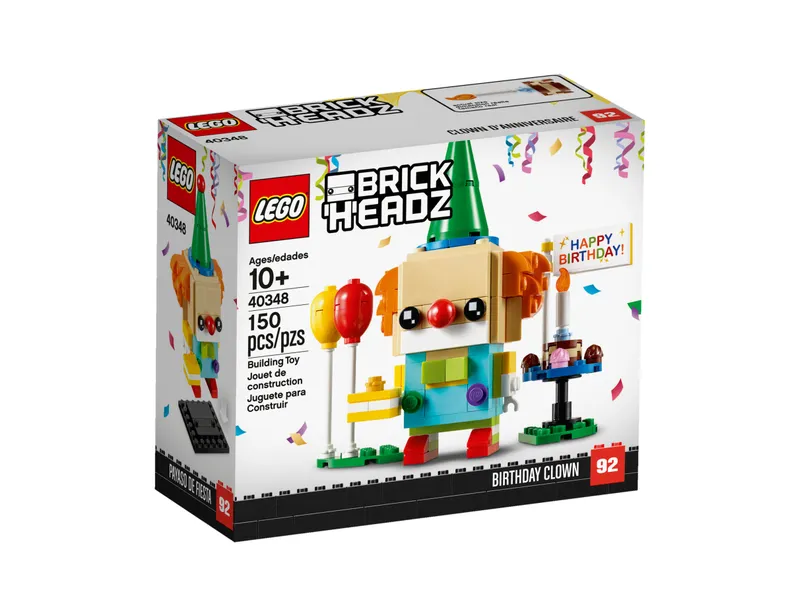 LEGO
BRICK
HEADZ
40348
CLOWN D'ANNIVERSAIRE
92
LEGO
40348
LEGO
BRICK
HEADZ
Ages/edades
10+
40348
150
pcs/pzs
Building Toy
Jouet de
construction
Juguete para
Construir
HAPPY
BIRTHDAY!
PAYASO DE FIESTA
92
BIRTHDAY CLOWN
92